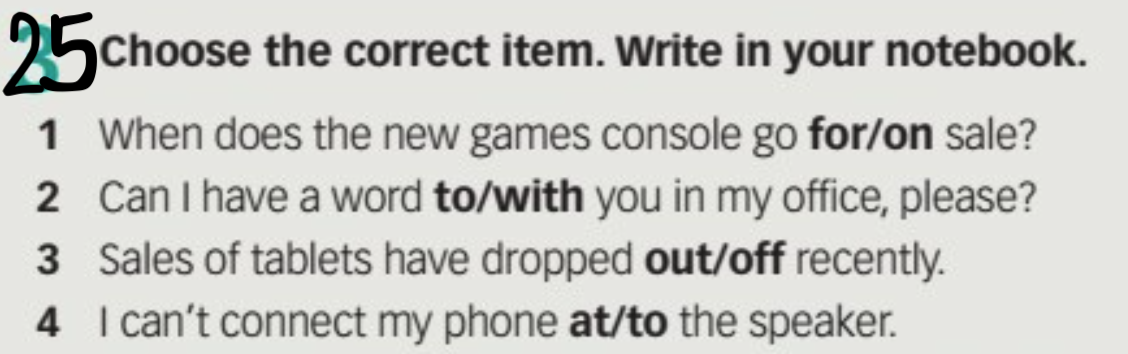 25 Choose the correct item. Write in your notebook.
1 When does the new games console go for/on sale?
2 Can I have a word to/with you in my office, please?
3 Sales of tablets have dropped out/off recently.
4 I can't connect my phone at/to the speaker.